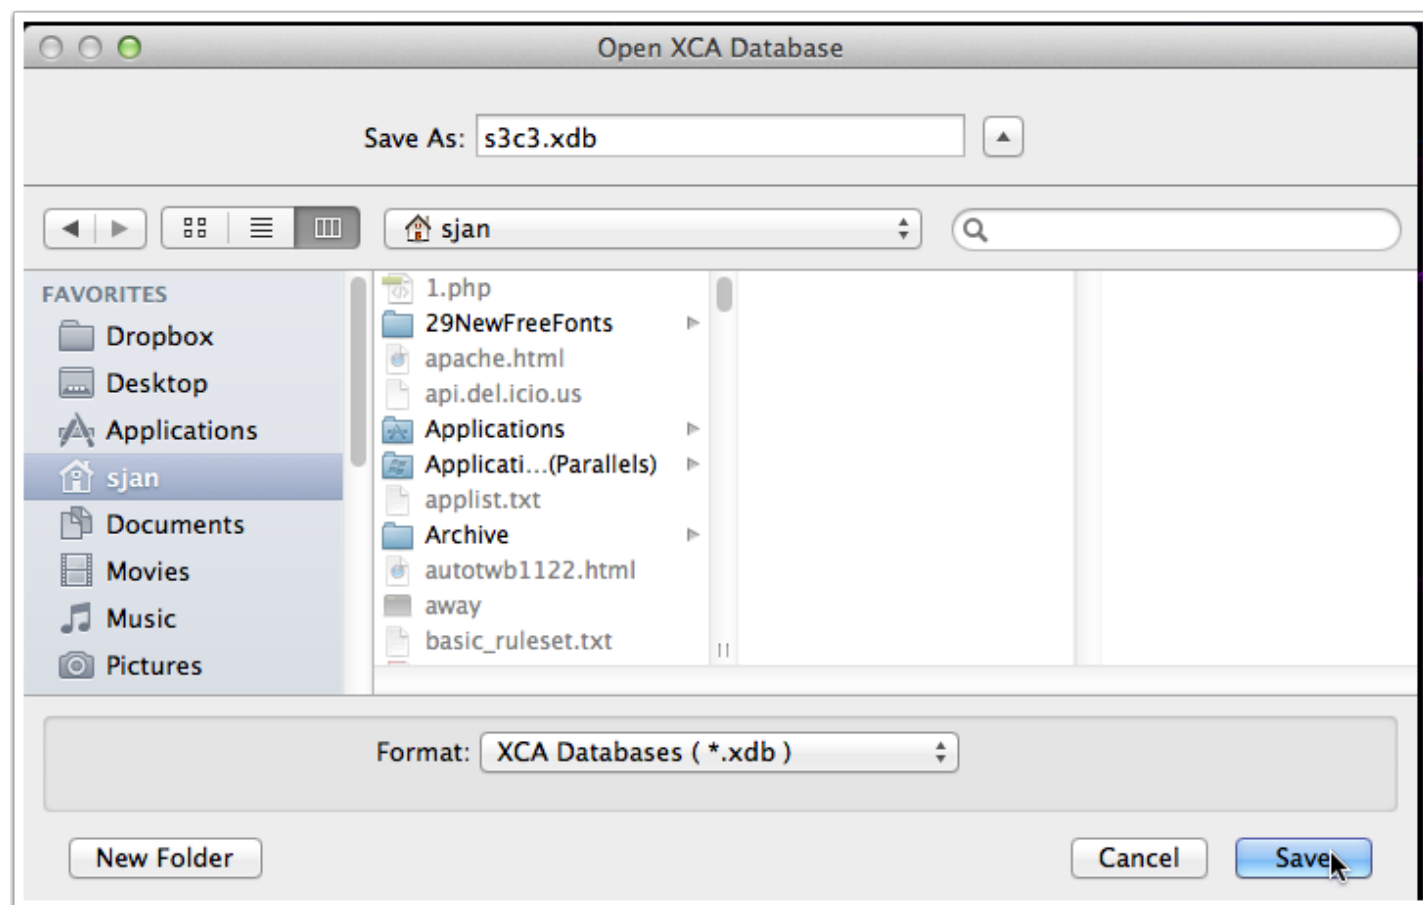 Open XCA Database
Save As: s3c3.xdb
sjan
FAVORITES
Dropbox
Desktop
Applications
sjan
Documents
Movies
Music
Pictures
1.php
29NewFreeFonts
apache.html
api.del.icio.us
Applications
Applicati...(Parallels)
applist.txt
Archive
autotwb1122.html
away
basic_ruleset.txt
Format: XCA Databases ( *.xdb )
New Folder
Cancel
Save